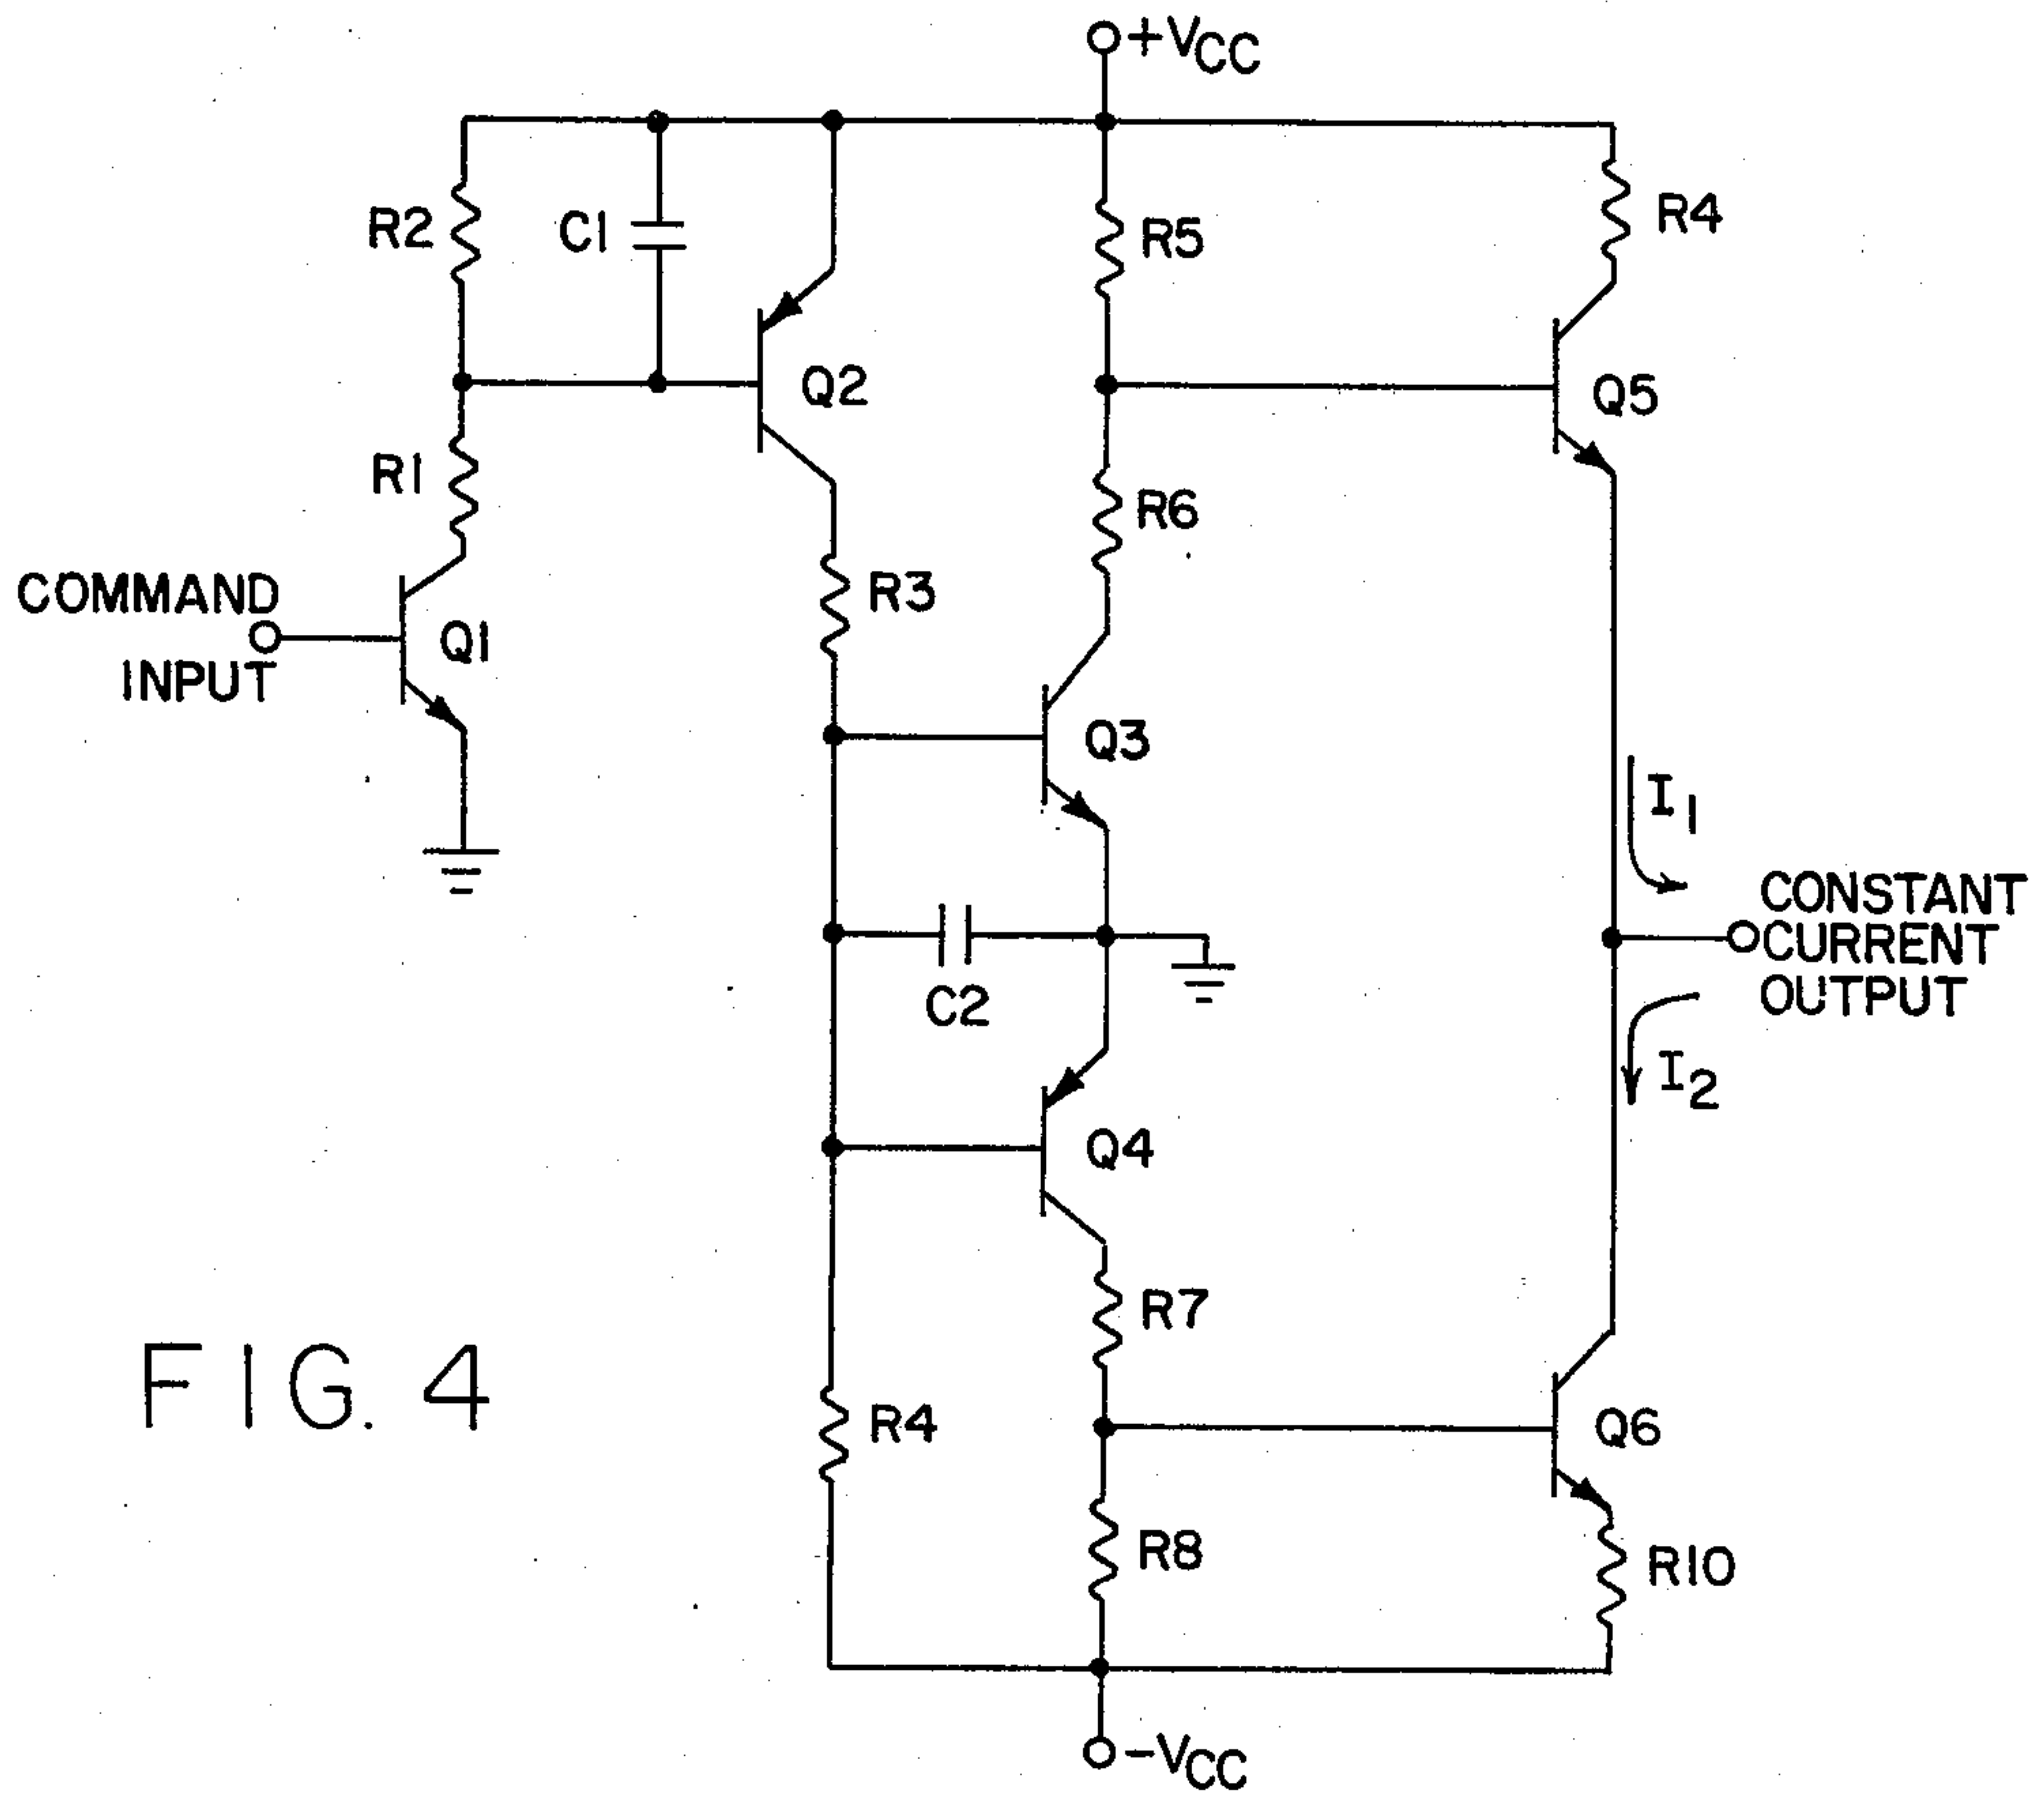 +VCC
R2
C1
R5
R4
Q2
Q5
R1
R6
COMMAND
INPUT
Q1
R3
Q3
I1
CONSTANT
CURRENT
OUTPUT
C2
I2
Q4
R7
FIG. 4
R4
Q6
R8
R10
-VCC